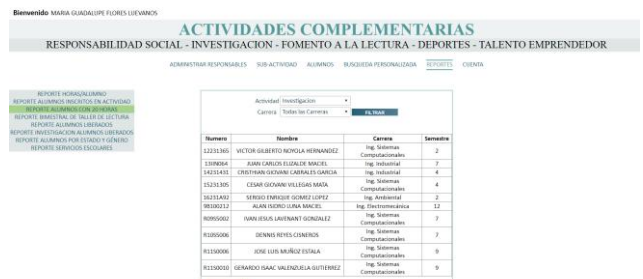 Bienvenido MARIA GUADALUPE FLORES LUEVANOS
ACTIVIDADES COMPLEMENTARIAS
RESPONSABILIDAD SOCIAL - INVESTIGACION - FOMENTO A LA LECTURA - DEPORTES - TALENTO EMPRENDEDOR
ADMINISTRAR RESPONSABLES SUB-ACTIVIDAD ALUMNOS BUSQUEDA PERSONALIZADA REPORTES CUENTA
REPORTE HORAS/ALUMNO
REPORTE ALUMNOS INSCRITOS EN ACTIVIDAD
REPORTE ALUMNOS CON 20 HORAS
REPORTE BIMESTRAL DE TALLER DE LECTURA
REPORTE ALUMNOS LIBERADOS
REPORTE INVESTIGACION ALUMNOS LIBERADOS
REPORTE ALUMNOS POR ESTADO Y GÉNERO
REPORTE SERVICIOS ESCOLARES
Actividad Investigacion
Carrera Todas las Carreras FILTRAR
Numero Nombre Carrera Semestre
12231365 VICTOR GILBERTO NOYOLA HERNANDEZ Ing. Sistemas Computacionales 2
JUAN CARLOS ELIZALDE MACIEL Ing. Industrial 7
14231431 CRISTHIAN GIOVANI CABRALES GARCIA Ing. Industrial 4
15231305 CESAR GIOVANI VILLEGAS MATA Ing. Sistemas Computacionales 4
16231A92 SERGIO ENRIQUE GOMEZ LOPEZ Ing. Ambiental 2
98100212 ALAN ISIDRO LUNA MACIEL Ing. Electromecánica 12
R0955002 IVAN JESUS LAVENANT GONZALEZ Ing. Sistemas Computacionales 7
R1055006 DENNIS REYES CISNEROS Ing. Sistemas Computacionales 7
R1150006 JOSE LUIS MUÑOZ ESTALA Ing. Sistemas Computacionales 9
R1150010 GERARDO ISAAC VALENZUELA GUTIERREZ Ing. Sistemas Computacionales 9